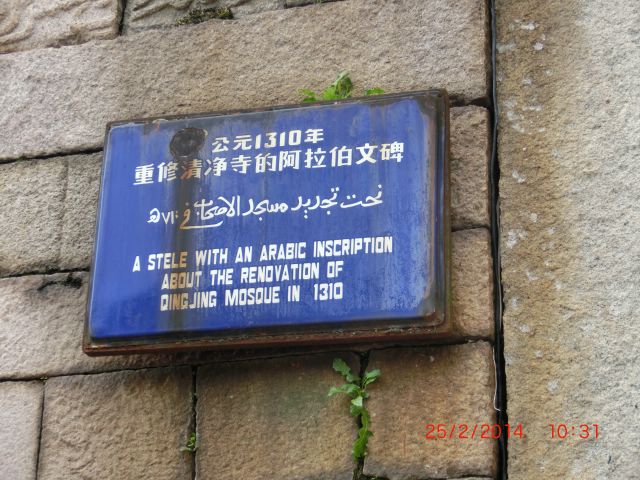 公元1310年
重修清净寺的阿拉伯文碑
نحت تجديد مسجد الاصحاب في ٧١٠ھ
A STELE WITH AN ARABIC INSCRIPTION
ABOUT THE RENOVATION OF
QINGJING MOSQUE IN 1310
25/2/2014 10:31